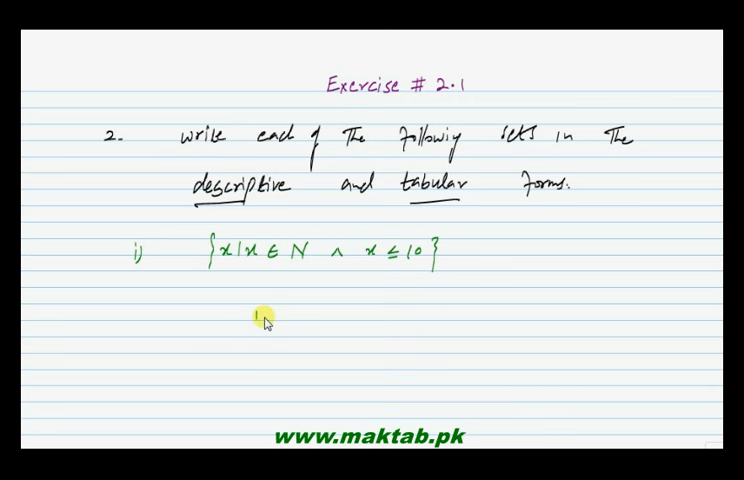 Exercise # 2.1
2. write each of The following sets in The
descriptive and tabular forms.
i) {x|x ∈ N ∧ x ≤ 10}
www.maktab.pk